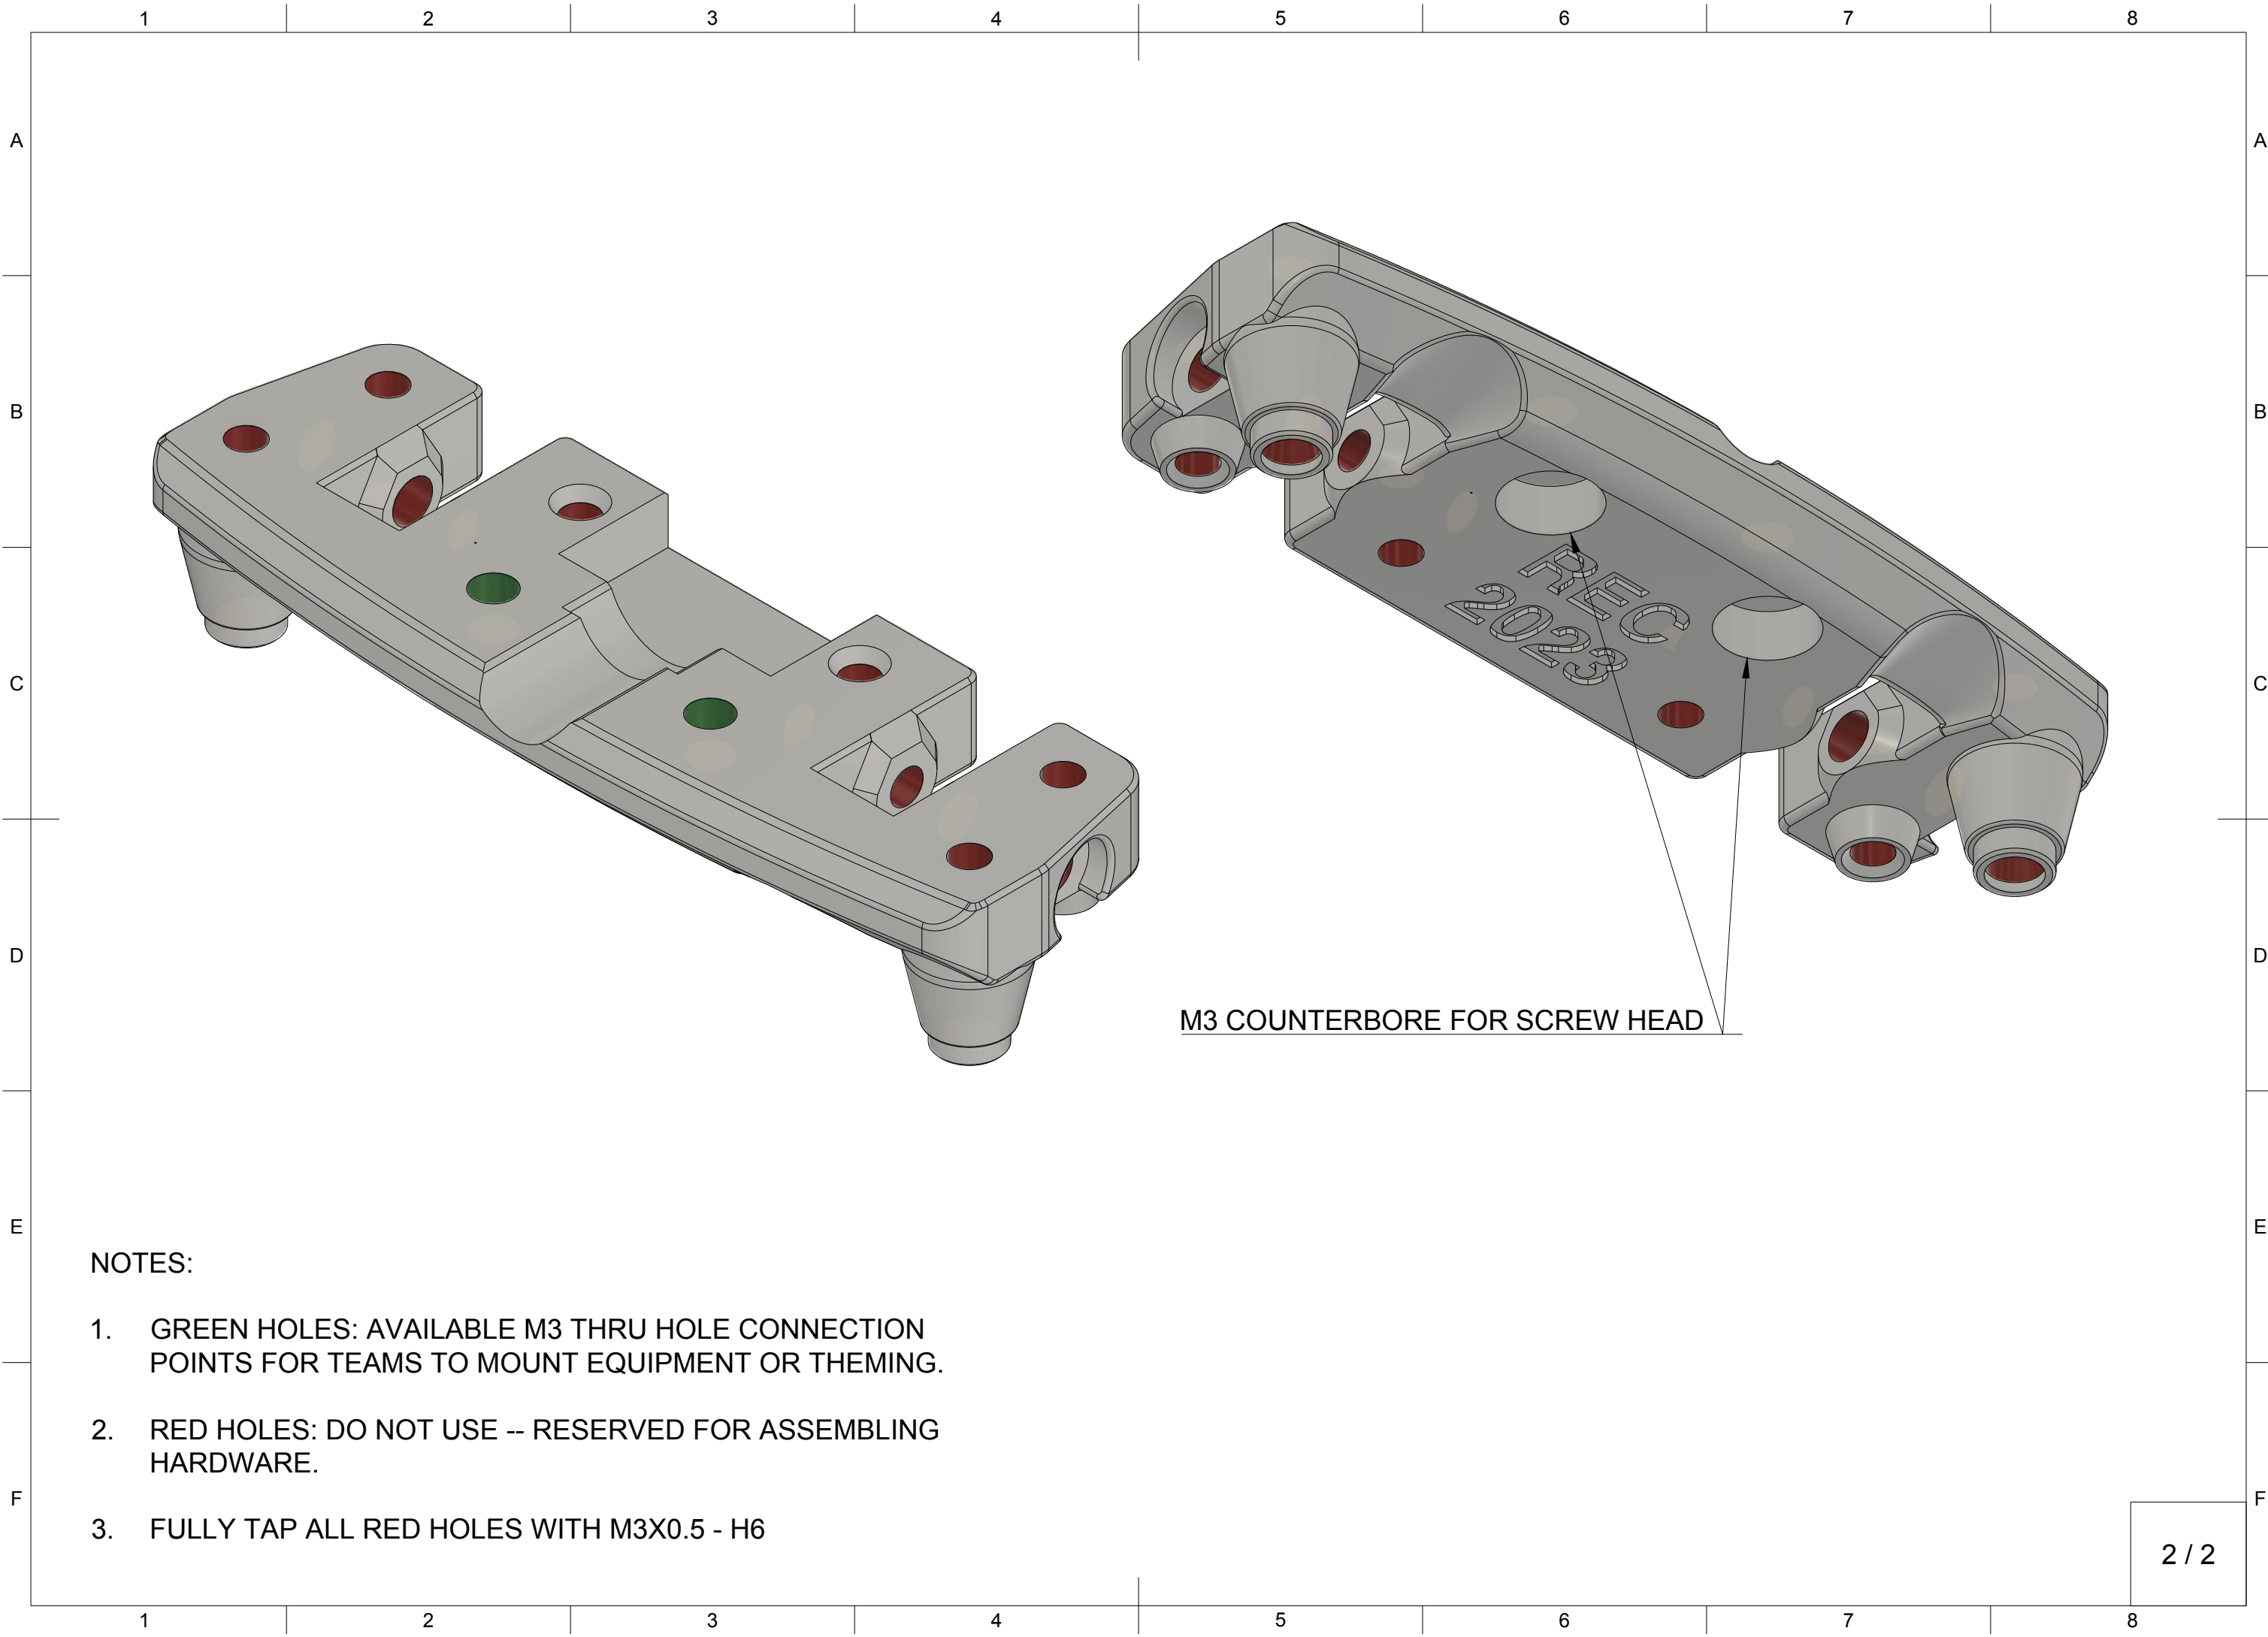 1 2 3 4 5 6 7 8
A A
B B
REC
2023
C C
D D
M3 COUNTERBORE FOR SCREW HEAD
E E
NOTES:
1. GREEN HOLES: AVAILABLE M3 THRU HOLE CONNECTION
POINTS FOR TEAMS TO MOUNT EQUIPMENT OR THEMING.
2. RED HOLES: DO NOT USE -- RESERVED FOR ASSEMBLING
HARDWARE.
F F
3. FULLY TAP ALL RED HOLES WITH M3X0.5 - H6
2 / 2
1 2 3 4 5 6 7 8